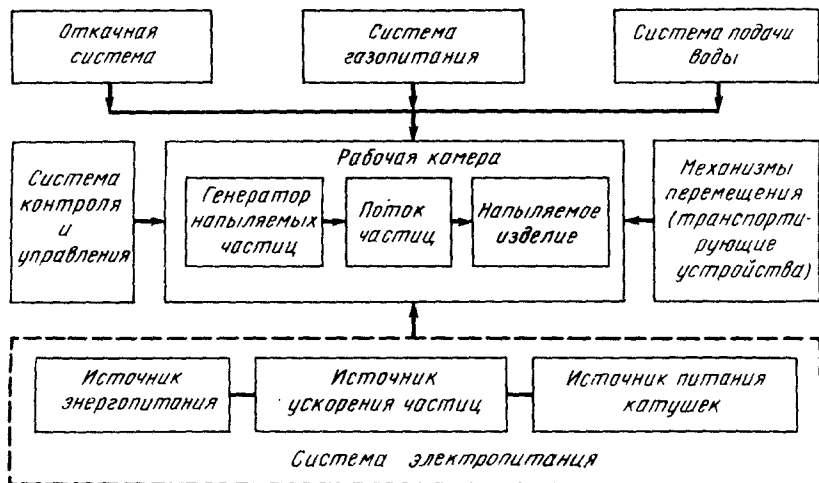 Откачная
система
Система
газопитания
Система подачи
воды
Рабочая камера
Система
контроля
и
управления
Генератор
напыляемых
частиц
Поток
частиц
Напыляемое
изделие
Механизмы
перемещения
(транспорти-
рующие
устройства)
Источник
энергопитания
Источник
ускорения частиц
Источник питания
катушек
Система электропитания